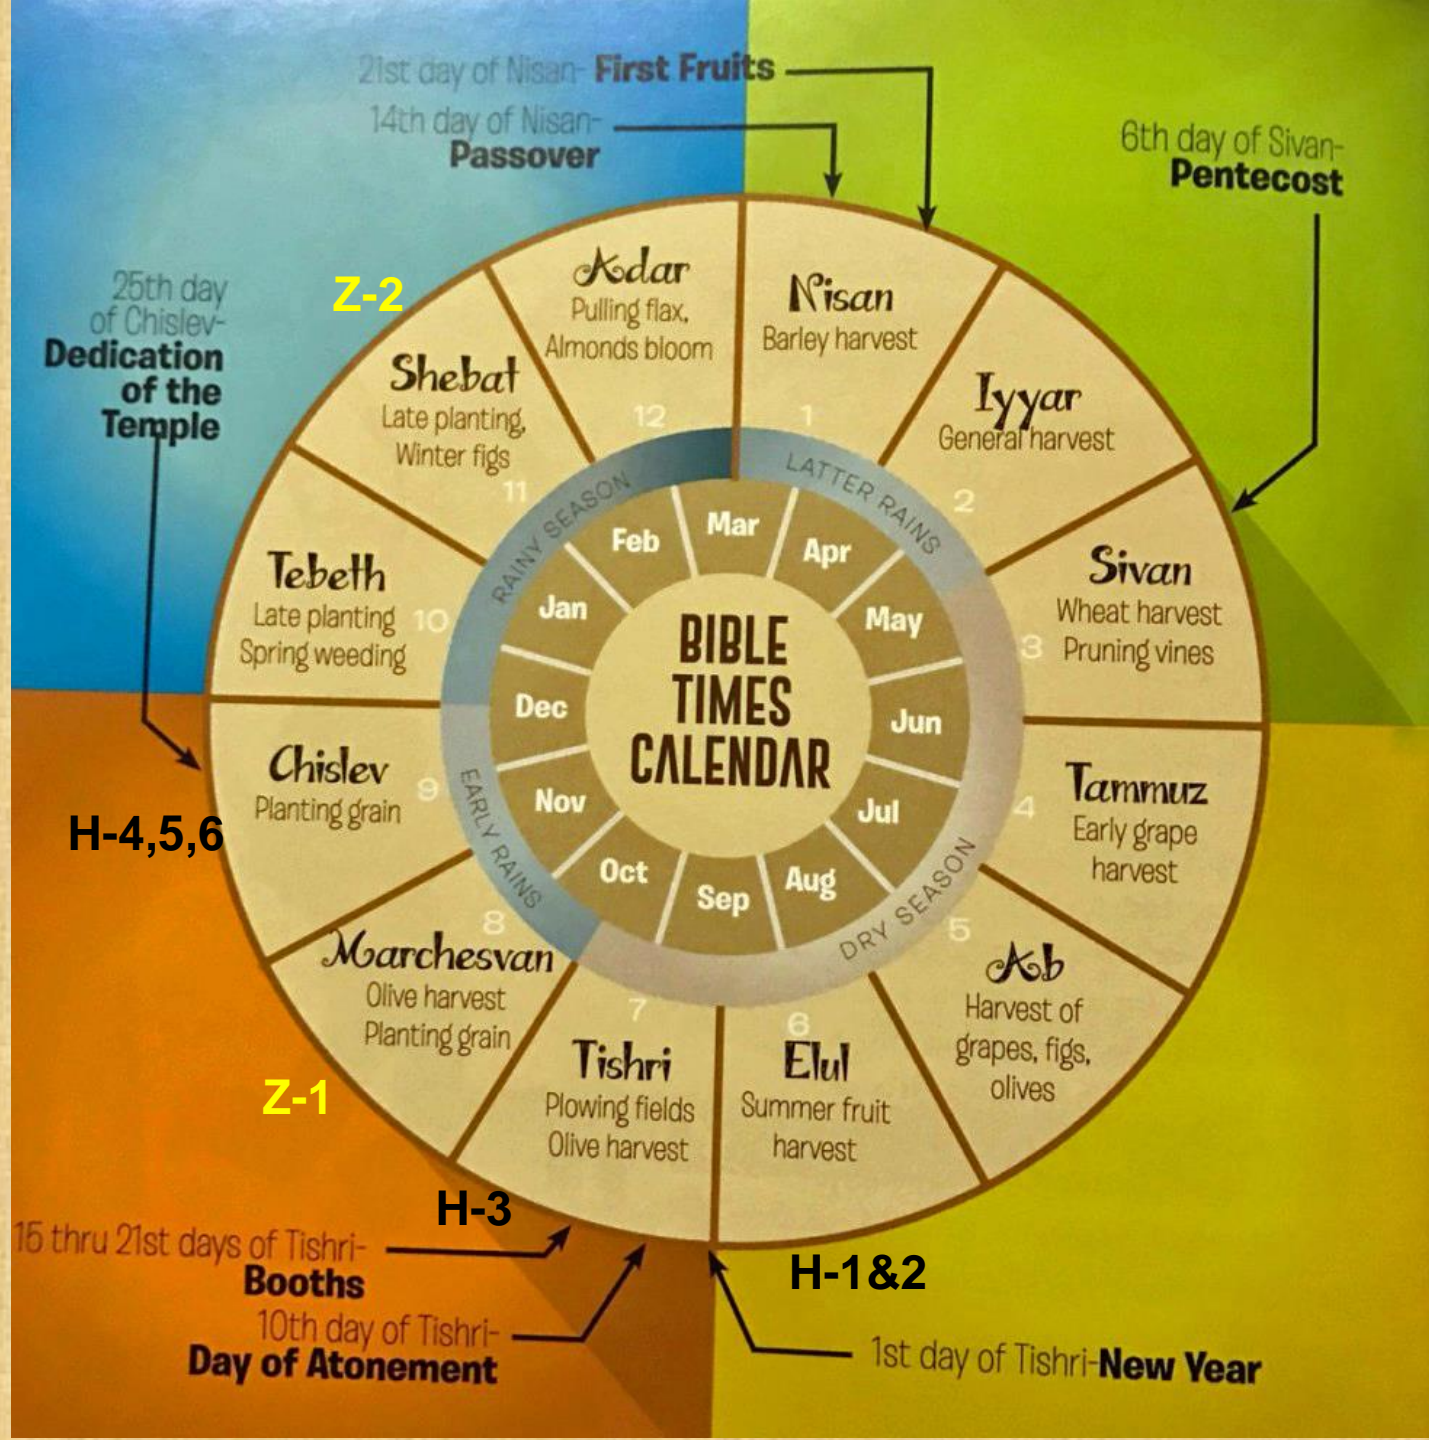 21st day of Nisan- First Fruits
14th day of Nisan-
Passover
6th day of Sivan-
Pentecost
25th day
of Chislev-
Dedication
of the
Temple
Z-2
Adar
Pulling flax,
Almonds bloom
12
Nisan
Barley harvest
1
Iyyar
General harvest
2
Sivan
Wheat harvest
Pruning vines
3
Tammuz
Early grape
harvest
4
Ab
Harvest of
grapes, figs,
olives
5
6
Elul
Summer fruit
harvest
7
Tishri
Plowing fields
Olive harvest
8
Marchesvan
Olive harvest
Planting grain
Chislev
Planting grain
9
Tebeth
Late planting
Spring weeding
10
Shebat
Late planting,
Winter figs
11
RAINY SEASON
LATTER RAINS
DRY SEASON
EARLY RAINS
Jan
Feb
Mar
Apr
May
Jun
Jul
Aug
Sep
Oct
Nov
Dec
BIBLE
TIMES
CALENDAR
H-4,5,6
Z-1
H-3
H-1&2
15 thru 21st days of Tishri-
Booths
10th day of Tishri-
Day of Atonement
1st day of Tishri-New Year